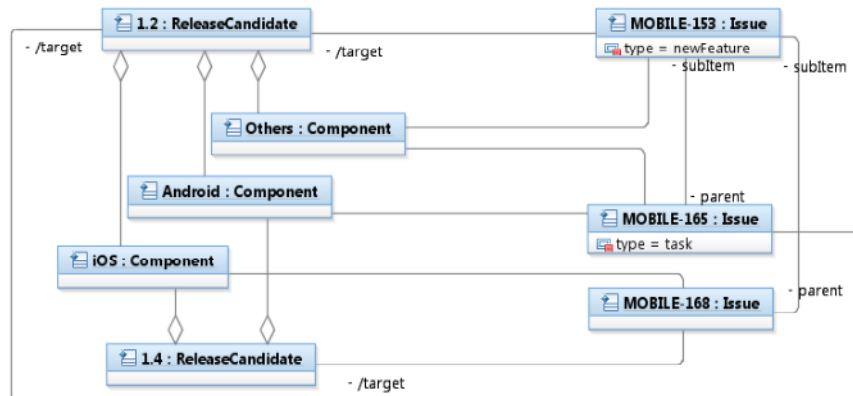 1.2 : ReleaseCandidate
MOBILE-153 : Issue
type = newFeature
- /target
- /target
- subItem
- subItem
Others : Component
Android : Component
- parent
MOBILE-165 : Issue
type = task
iOS : Component
- parent
MOBILE-168 : Issue
1.4 : ReleaseCandidate
- /target